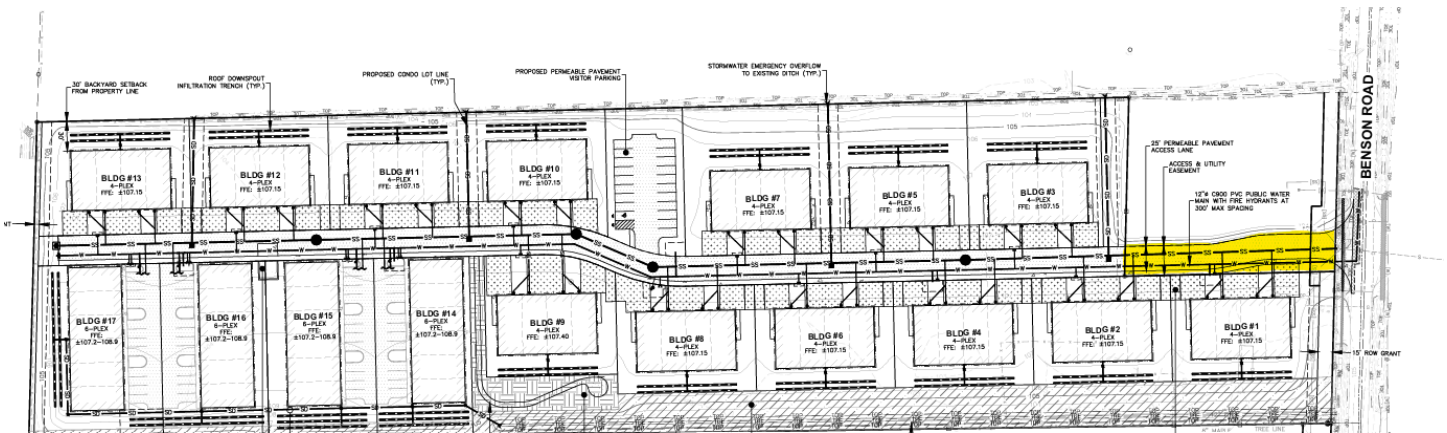 30' BACKYARD SETBACK
FROM PROPERTY LINE
ROOF DOWNSPOUT
INFILTRATION TRENCH (TYP.)
PROPOSED CONDO LOT LINE
(TYP.)
PROPOSED PERMEABLE PAVEMENT
VISITOR PARKING
STORMWATER EMERGENCY OVERFLOW
TO EXISTING DITCH (TYP.)
BENSON ROAD
25' PERMEABLE PAVEMENT
ACCESS LANE
ACCESS & UTILITY
EASEMENT
12"ø C900 PVC PUBLIC WATER
MAIN WITH FIRE HYDRANTS AT
300' MAX SPACING
30'
105
104
105
BLDG #13
4-PLEX
FFE: ±107.15
BLDG #12
4-PLEX
FFE: ±107.15
BLDG #11
4-PLEX
FFE: ±107.15
BLDG #10
4-PLEX
FFE: ±107.15
BLDG #7
4-PLEX
FFE: ±107.15
BLDG #5
4-PLEX
FFE: ±107.15
BLDG #3
4-PLEX
FFE: ±107.15
BLDG #17
6-PLEX
FFE:
±107.2-108.9
BLDG #16
6-PLEX
FFE:
±107.2-108.9
BLDG #15
6-PLEX
FFE:
±107.2-108.9
BLDG #14
6-PLEX
FFE:
±107.2-108.9
BLDG #9
4-PLEX
FFE: ±107.40
BLDG #8
4-PLEX
FFE: ±107.15
BLDG #6
4-PLEX
FFE: ±107.15
BLDG #4
4-PLEX
FFE: ±107.15
BLDG #2
4-PLEX
FFE: ±107.15
BLDG #1
4-PLEX
FFE: ±107.15
15' ROW GRANT
TREE LINE